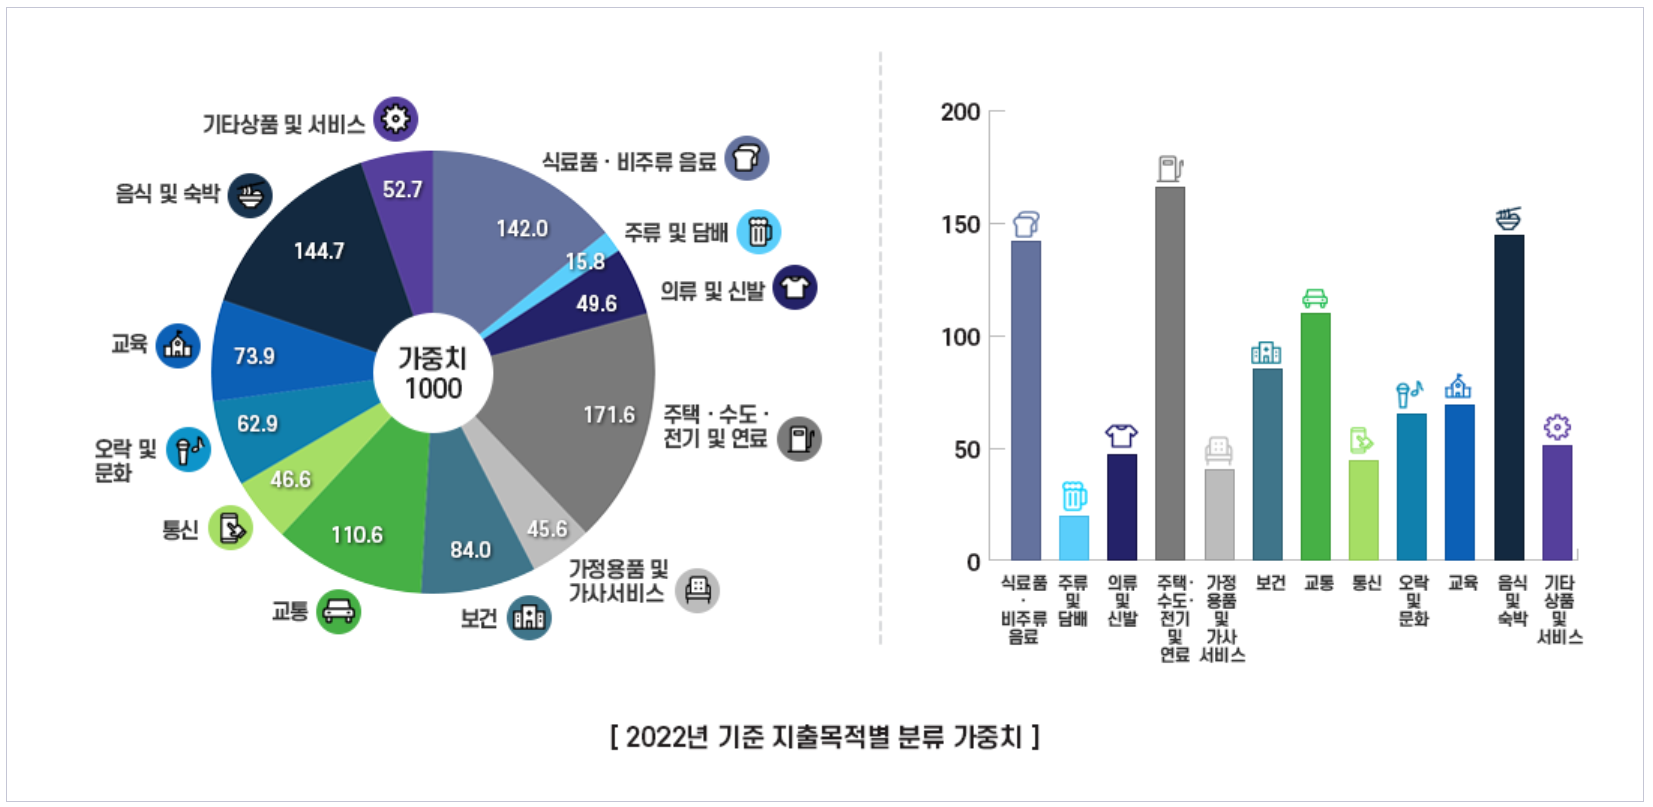 기타상품 및 서비스
식료품 · 비주류 음료
음식 및 숙박
주류 및 담배
의류 및 신발
교육
주택 · 수도 ·
전기 및 연료
오락 및
문화
통신
가정용품 및
가사서비스
교통
보건
52.7
142.0
144.7
15.8
49.6
73.9
171.6
62.9
46.6
45.6
110.6
84.0
가중치
1000
200
150
100
50
0
식료품
·
비주류
음료
주류
및
담배
의류
및
신발
주택·
수도·
전기
및
연료
가정
용품
및
가사
서비스
보건
교통
통신
오락
및
문화
교육
음식
및
숙박
기타
상품
및
서비스
[ 2022년 기준 지출목적별 분류 가중치 ]